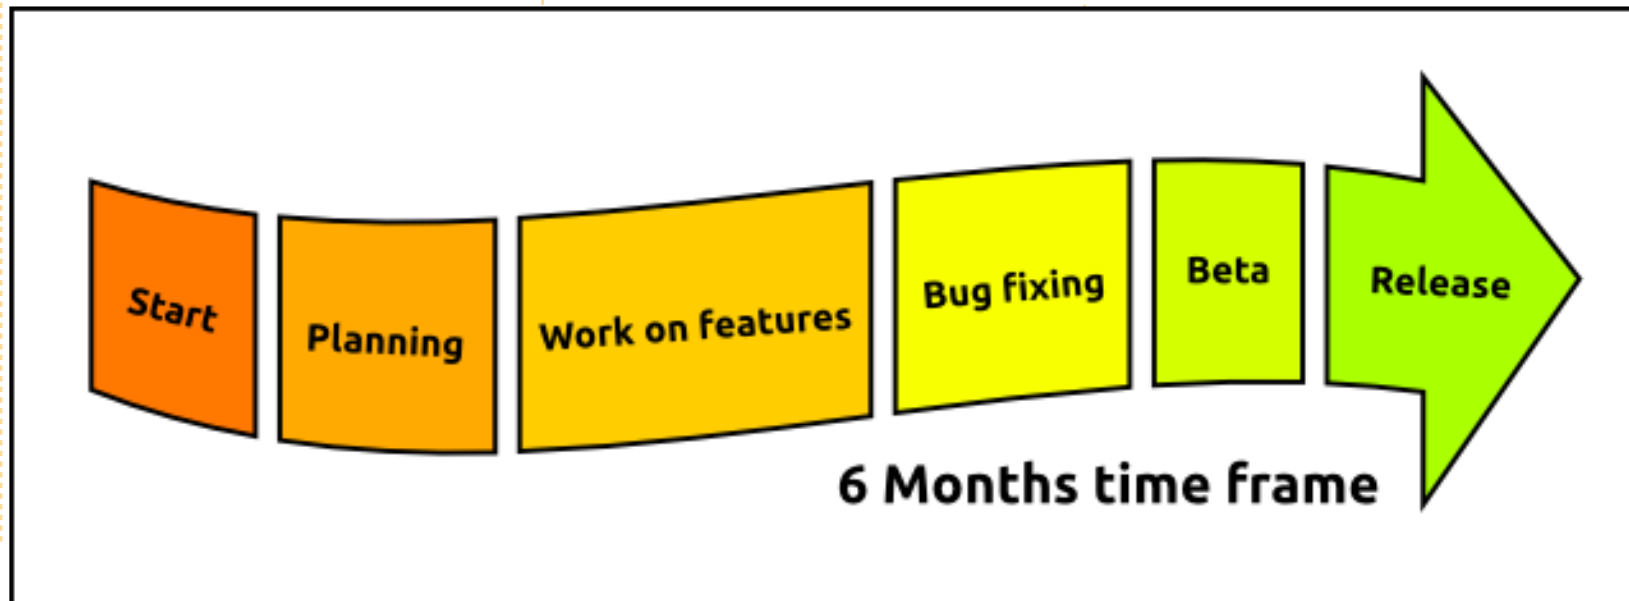 Start
Planning
Work on features
Bug fixing
Beta
Release
6 Months time frame